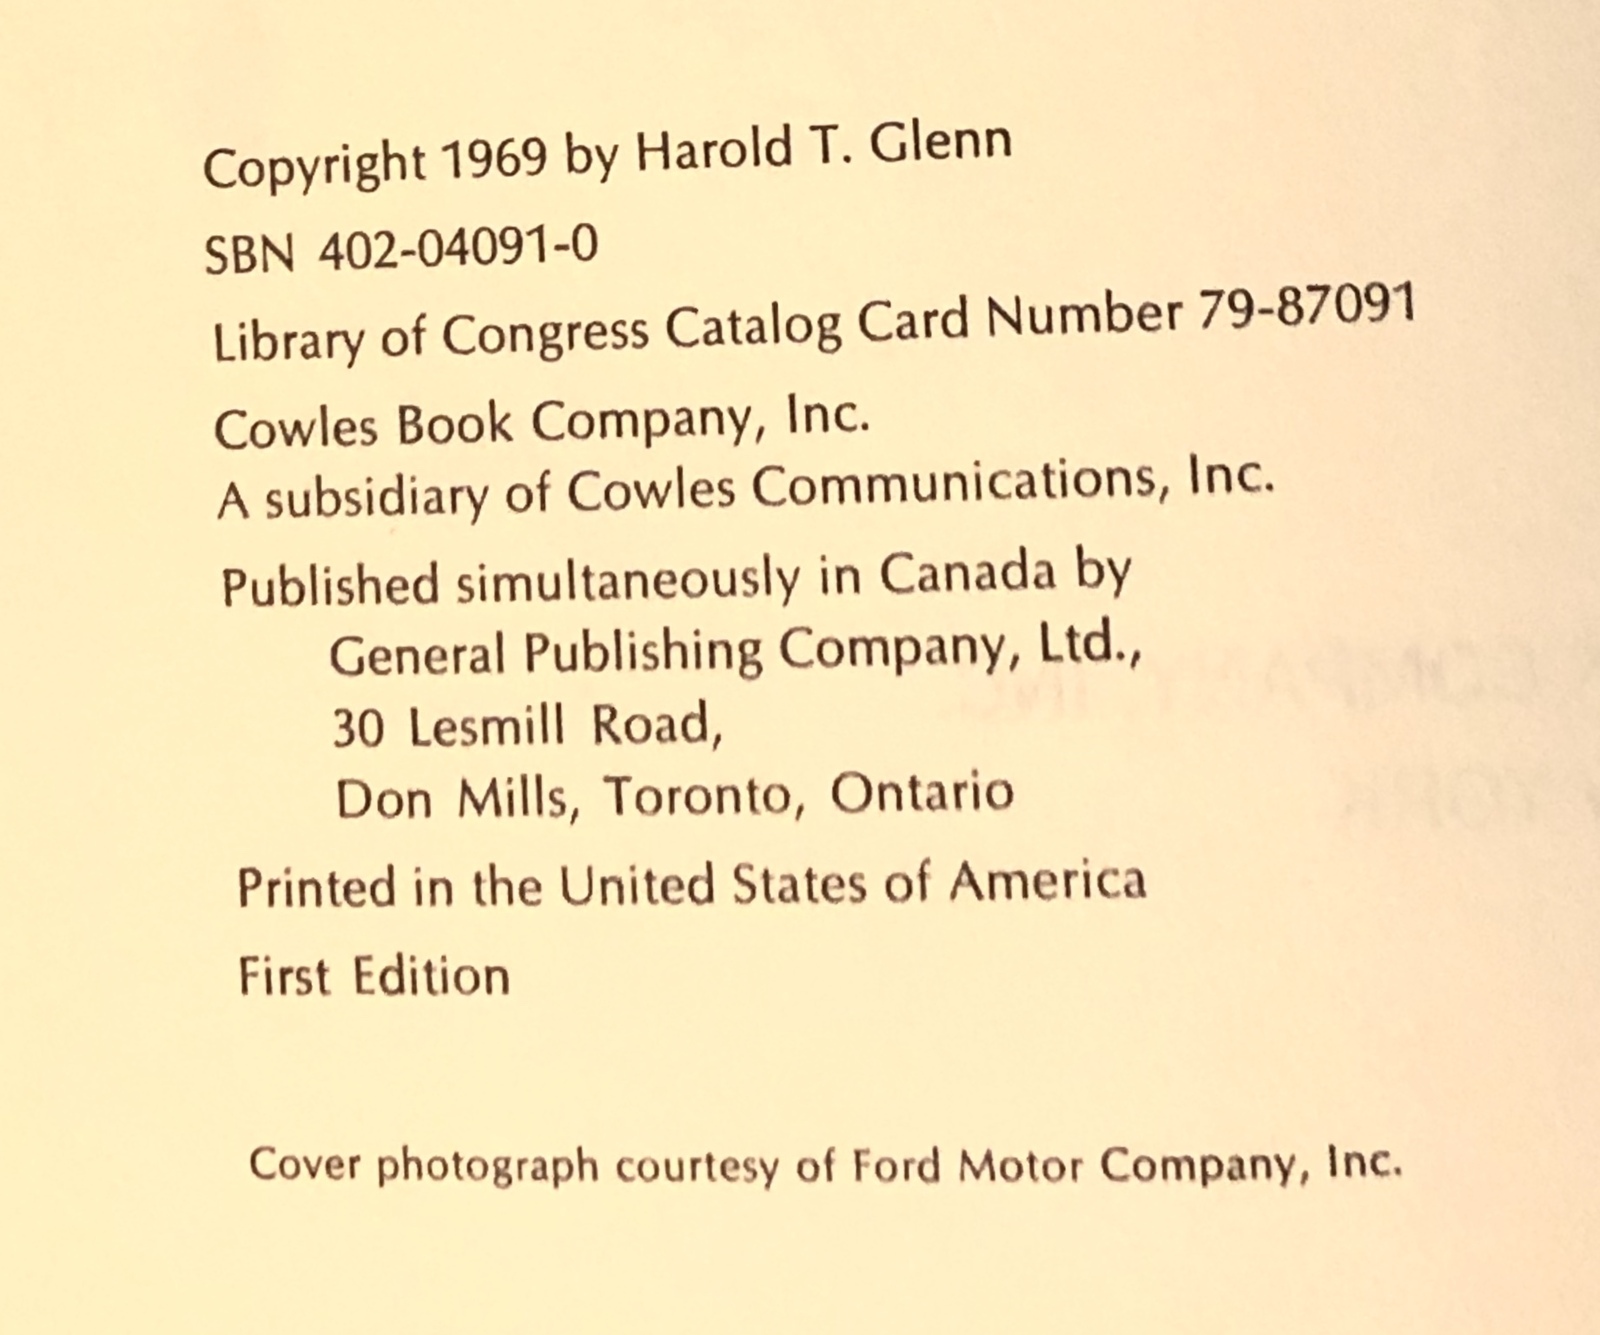 Copyright 1969 by Harold T. Glenn
SBN 402-04091-0
Library of Congress Catalog Card Number 79-87091
Cowles Book Company, Inc.
A subsidiary of Cowles Communications, Inc.
Published simultaneously in Canada by
General Publishing Company, Ltd.,
30 Lesmill Road,
Don Mills, Toronto, Ontario
Printed in the United States of America
First Edition
Cover photograph courtesy of Ford Motor Company, Inc.